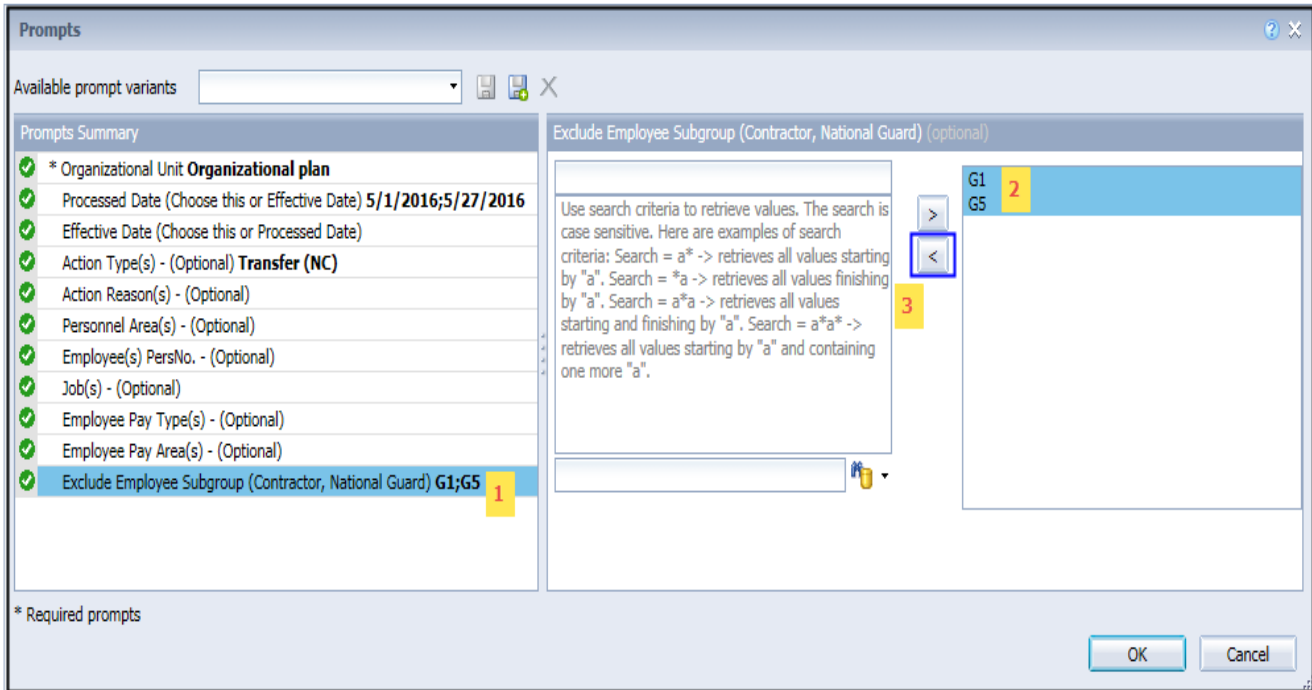 Prompts
Available prompt variants
Prompts Summary
* Organizational Unit Organizational plan
Processed Date (Choose this or Effective Date) 5/1/2016;5/27/2016
Effective Date (Choose this or Processed Date)
Action Type(s) - (Optional) Transfer (NC)
Action Reason(s) - (Optional)
Personnel Area(s) - (Optional)
Employee(s) PersNo. - (Optional)
Job(s) - (Optional)
Employee Pay Type(s) - (Optional)
Employee Pay Area(s) - (Optional)
Exclude Employee Subgroup (Contractor, National Guard) G1;G5
1
* Required prompts
Exclude Employee Subgroup (Contractor, National Guard) (optional)
Use search criteria to retrieve values. The search is
case sensitive. Here are examples of search
criteria: Search = a* -> retrieves all values starting
by "a". Search = *a -> retrieves all values finishing
by "a". Search = a*a -> retrieves all values
starting and finishing by "a". Search = a*a* ->
retrieves all values starting by "a" and containing
one more "a".
>
<
3
G1
G5
2
OK
Cancel